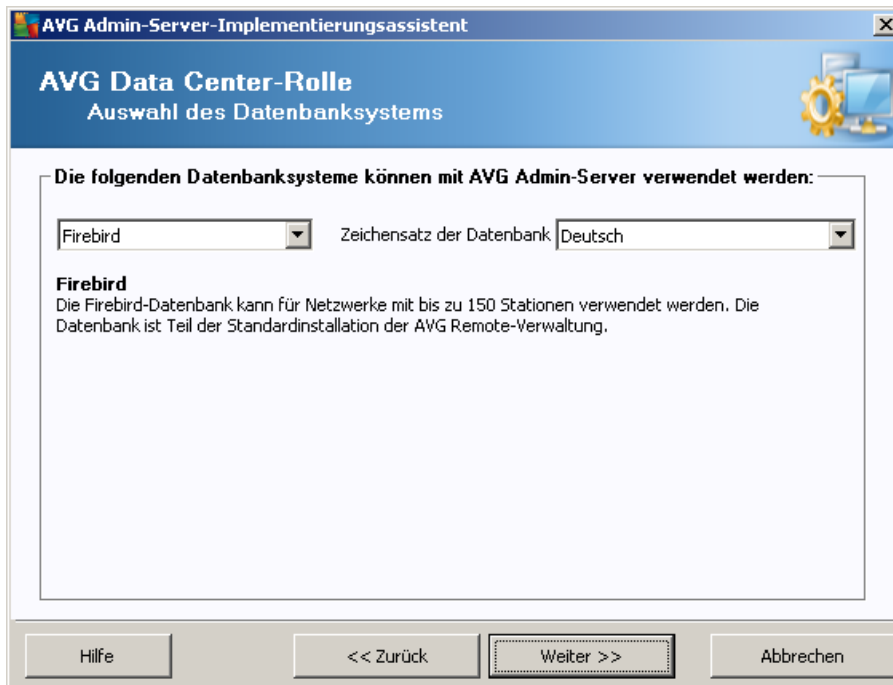 AVG Admin-Server-Implementierungsassistent
AVG Data Center-Rolle
Auswahl des Datenbanksystems
Die folgenden Datenbanksysteme können mit AVG Admin-Server verwendet werden:
Firebird Zeichensatz der Datenbank Deutsch
Firebird
Die Firebird-Datenbank kann für Netzwerke mit bis zu 150 Stationen verwendet werden. Die
Datenbank ist Teil der Standardinstallation der AVG Remote-Verwaltung.
Hilfe << Zurück Weiter >> Abbrechen